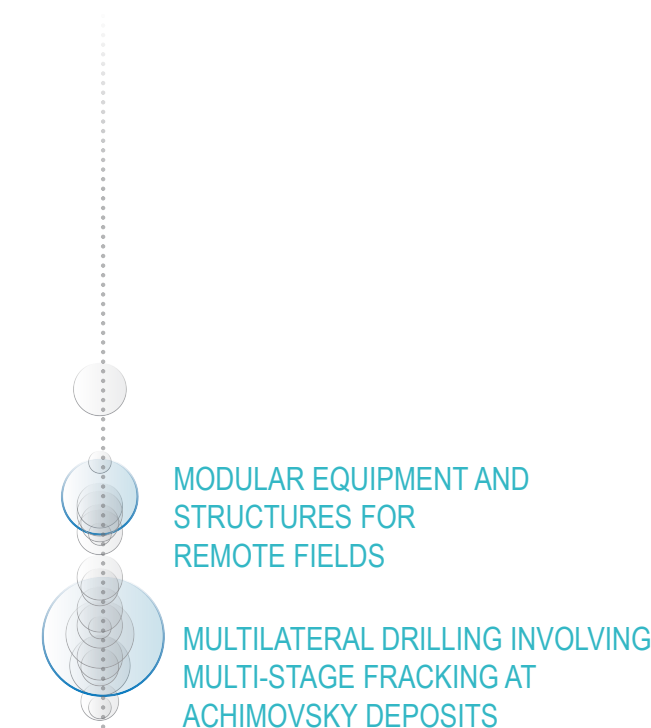 MODULAR EQUIPMENT AND
STRUCTURES FOR
REMOTE FIELDS
MULTILATERAL DRILLING INVOLVING
MULTI-STAGE FRACKING AT
ACHIMOVSKY DEPOSITS